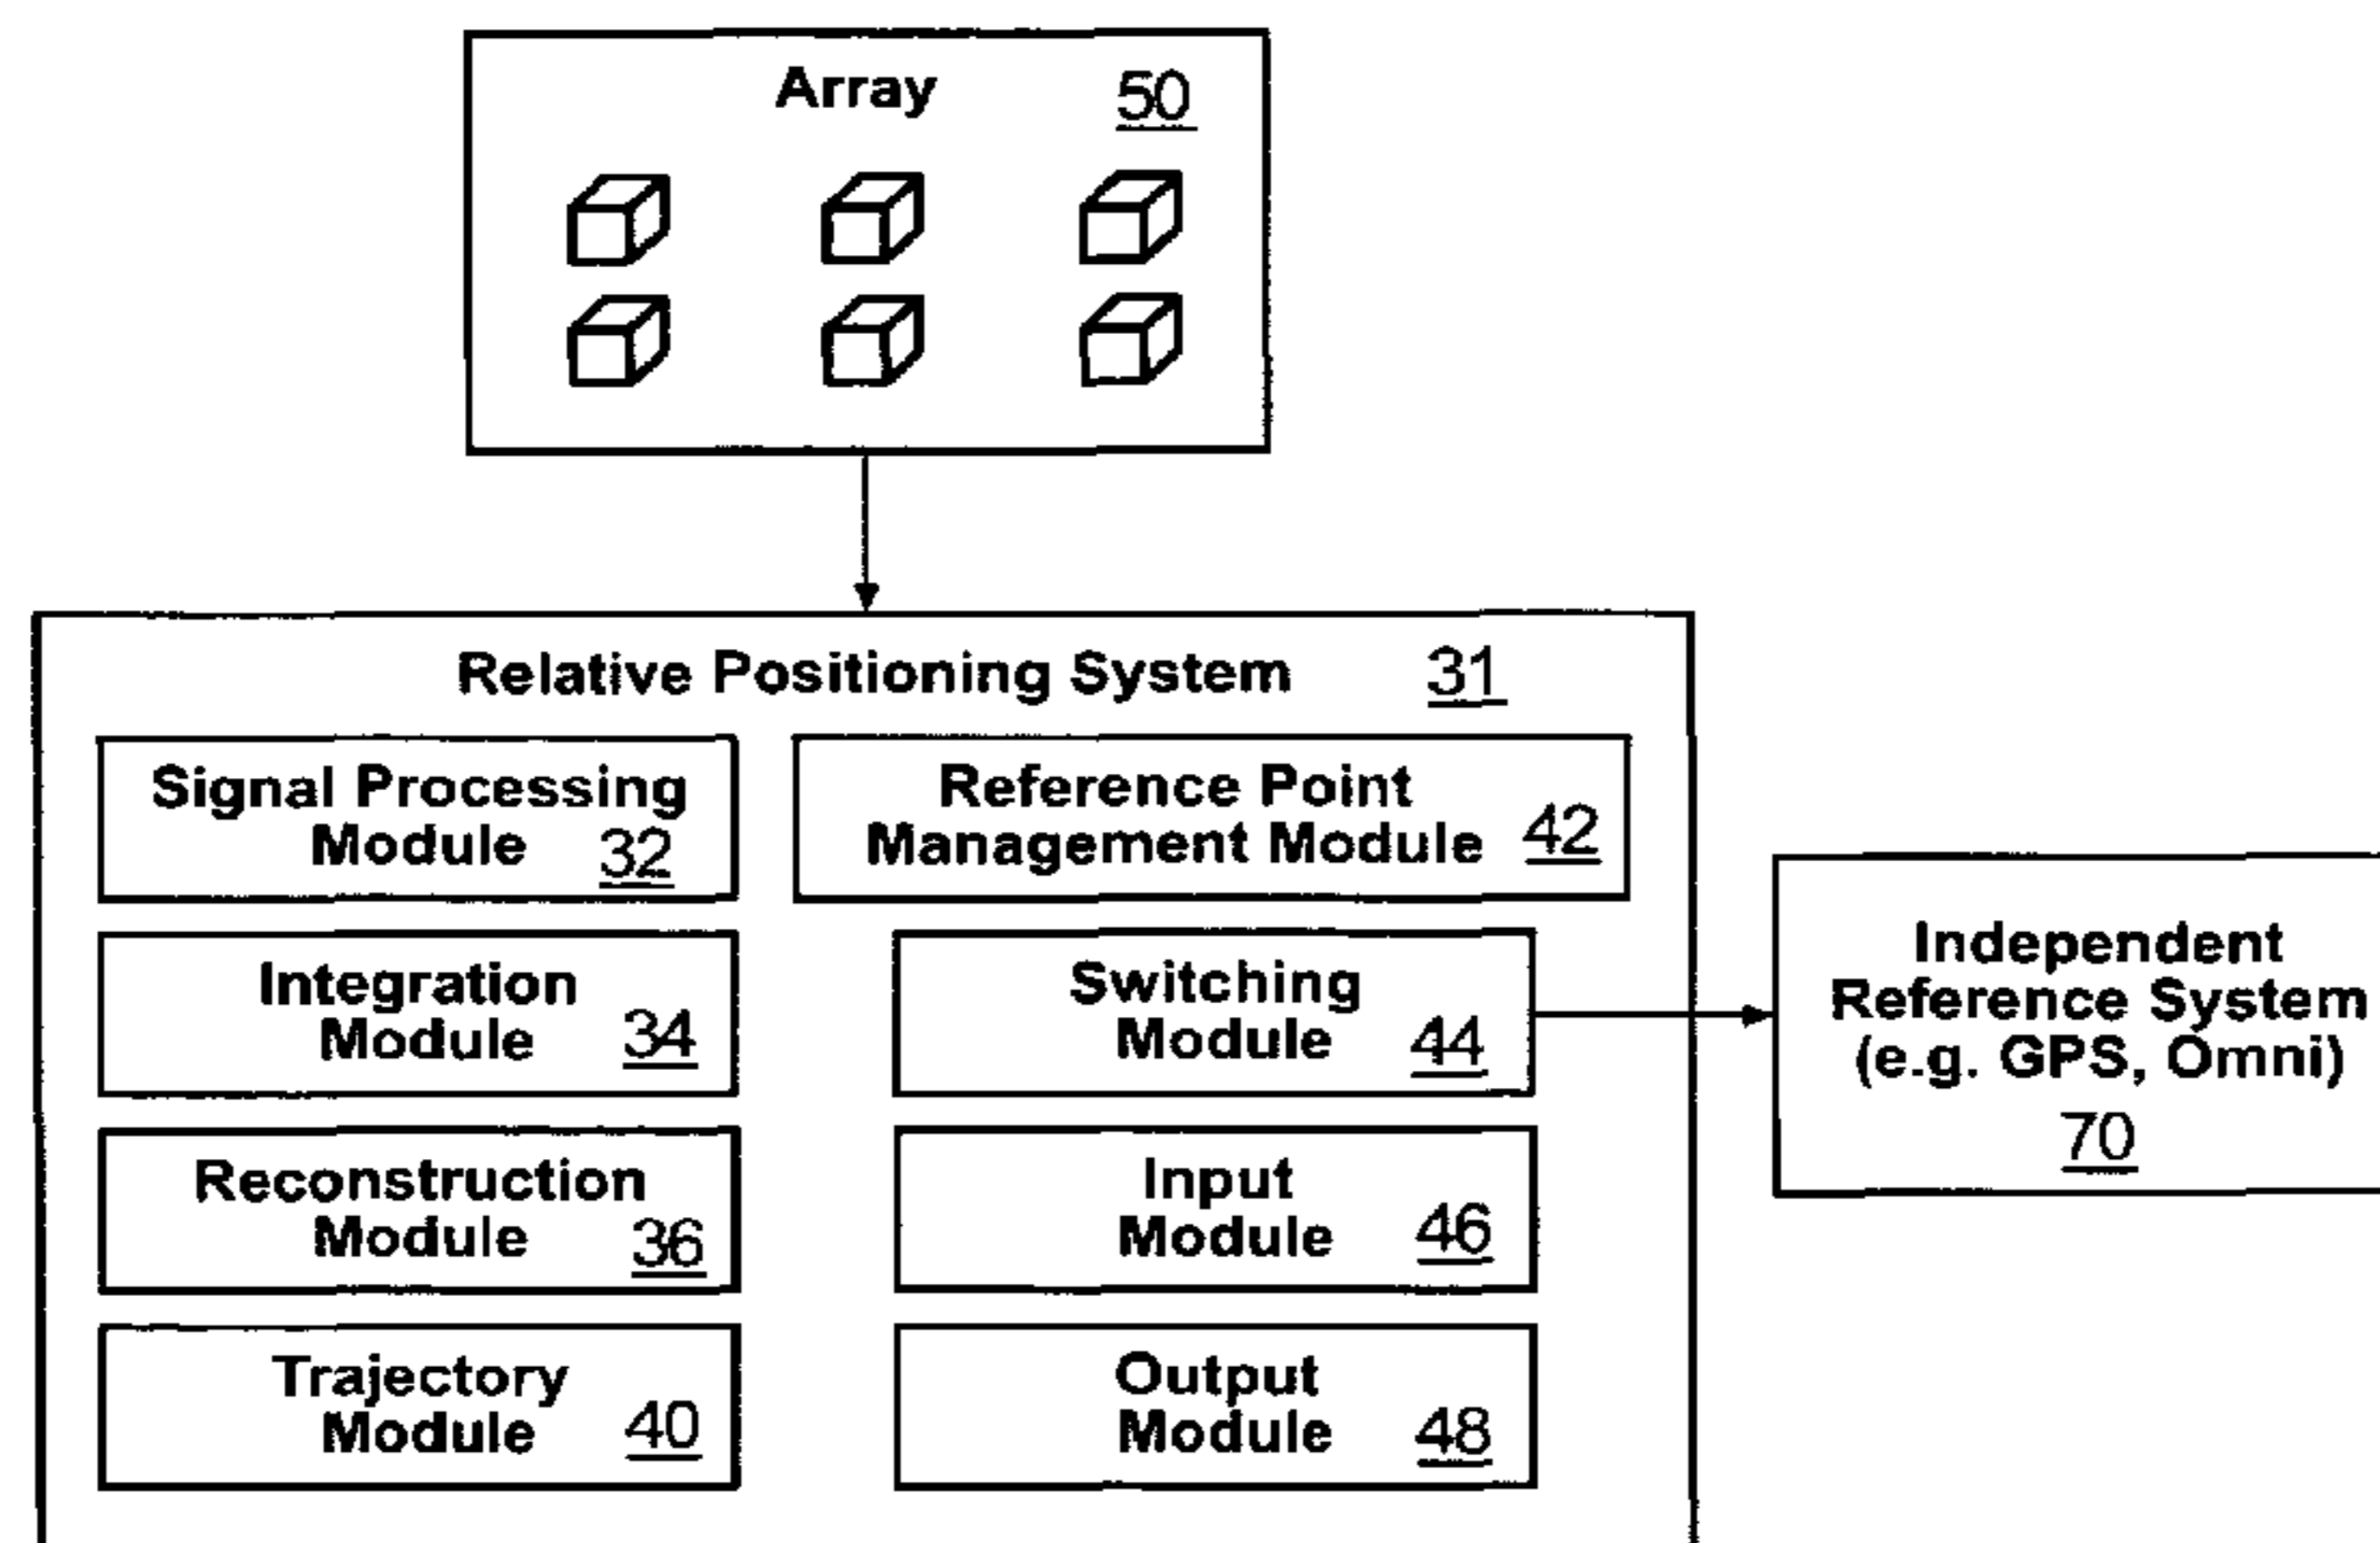 Array 50
Relative Positioning System 31
Signal Processing
Module 32
Reference Point
Management Module 42
Integration
Module 34
Switching
Module 44
Independent
Reference System
(e.g. GPS, Omni)
70
Reconstruction
Module 36
Input
Module 46
Trajectory
Module 40
Output
Module 48